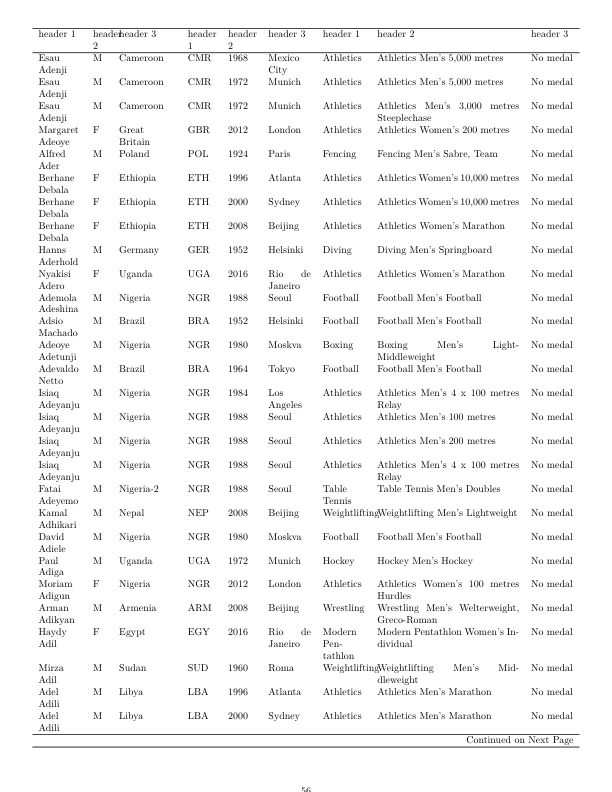 header 1 header header 3 header header header 3 header 1 header 2 header 3
2 1 2
Esau M Cameroon CMR 1968 Mexico Athletics Athletics Men's 5,000 metres No medal
Adenji City
Esau M Cameroon CMR 1972 Munich Athletics Athletics Men's 5,000 metres No medal
Adenji
Esau M Cameroon CMR 1972 Munich Athletics Athletics Men's 3,000 metres No medal
Adenji Steeplechase
Margaret F Great GBR 2012 London Athletics Athletics Women's 200 metres No medal
Adeoye Britain
Alfred M Poland POL 1924 Paris Fencing Fencing Men's Sabre, Team No medal
Ader
Berhane F Ethiopia ETH 1996 Atlanta Athletics Athletics Women's 10,000 metres No medal
Debala
Berhane F Ethiopia ETH 2000 Sydney Athletics Athletics Women's 10,000 metres No medal
Debala
Berhane F Ethiopia ETH 2008 Beijing Athletics Athletics Women's Marathon No medal
Debala
Hanns M Germany GER 1952 Helsinki Diving Diving Men's Springboard No medal
Aderhold
Nyakisi F Uganda UGA 2016 Rio de Athletics Athletics Women's Marathon No medal
Adero Janeiro
Ademola M Nigeria NGR 1988 Seoul Football Football Men's Football No medal
Adeshina
Adsio M Brazil BRA 1952 Helsinki Football Football Men's Football No medal
Machado
Adeoye M Nigeria NGR 1980 Moskva Boxing Boxing Men's Light- No medal
Adetunji Middleweight
Adevaldo M Brazil BRA 1964 Tokyo Football Football Men's Football No medal
Netto
Isiaq M Nigeria NGR 1984 Los Athletics Athletics Men's 4 x 100 metres No medal
Adeyanju Angeles Relay
Isiaq M Nigeria NGR 1988 Seoul Athletics Athletics Men's 100 metres No medal
Adeyanju
Isiaq M Nigeria NGR 1988 Seoul Athletics Athletics Men's 200 metres No medal
Adeyanju
Isiaq M Nigeria NGR 1988 Seoul Athletics Athletics Men's 4 x 100 metres No medal
Adeyanju Relay
Fatai M Nigeria-2 NGR 1988 Seoul Table Table Tennis Men's Doubles No medal
Adeyemo Tennis
Kamal M Nepal NEP 2008 Beijing Weightlifting Weightlifting Men's Lightweight No medal
Adhikari
David M Nigeria NGR 1980 Moskva Football Football Men's Football No medal
Adiele
Paul M Uganda UGA 1972 Munich Hockey Hockey Men's Hockey No medal
Adiga
Moriam F Nigeria NGR 2012 London Athletics Athletics Women's 100 metres No medal
Adigun Hurdles
Arman M Armenia ARM 2008 Beijing Wrestling Wrestling Men's Welterweight, No medal
Adikyan Greco-Roman
Haydy F Egypt EGY 2016 Rio de Modern Modern Pentathlon Women's In- No medal
Adil Janeiro Pen- dividual
tathlon
Mirza M Sudan SUD 1960 Roma Weightlifting Weightlifting Men's Mid- No medal
Adil dleweight
Adel M Libya LBA 1996 Atlanta Athletics Athletics Men's Marathon No medal
Adili
Adel M Libya LBA 2000 Sydney Athletics Athletics Men's Marathon No medal
Adili
Continued on Next Page
56